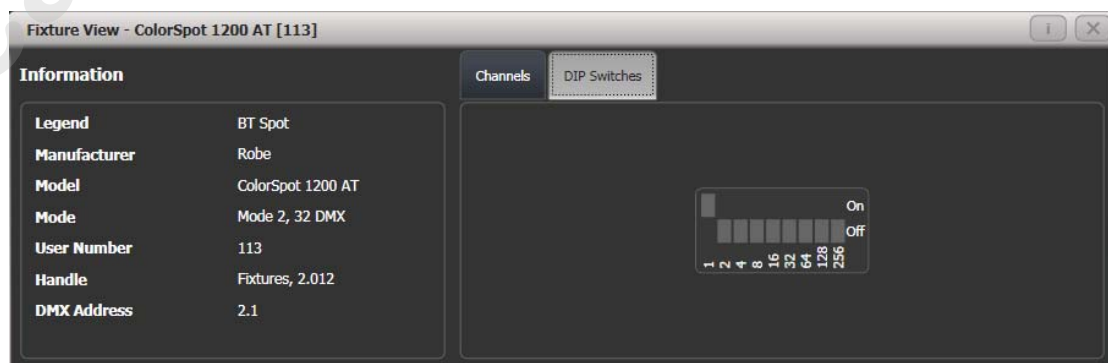 Fixture View - ColorSpot 1200 AT [113]
i
Information
Channels
DIP Switches
Legend BT Spot
Manufacturer Robe
Model ColorSpot 1200 AT
Mode Mode 2, 32 DMX
User Number 113
Handle Fixtures, 2.012
DMX Address 2.1
On
Off
1 2 4 8 16 32 64 128 256